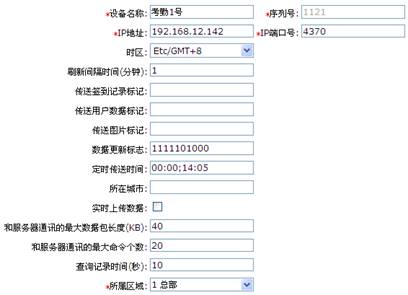 *设备名称: 考勤1号 *序列号: 1121
*IP地址: 192.168.12.142 *IP端口号: 4370
时区: Etc/GMT+8
刷新间隔时间(分钟): 1
传送签到记录标记:
传送用户数据标记:
传送图片标记:
数据更新标志: 1111101000
定时传送时间: 00:00;14:05
所在城市:
实时上传数据:
和服务器通讯的最大数据包长度(KB): 40
和服务器通讯的最大命令个数: 20
查询记录时间(秒): 10
*所属区域: 1 总部